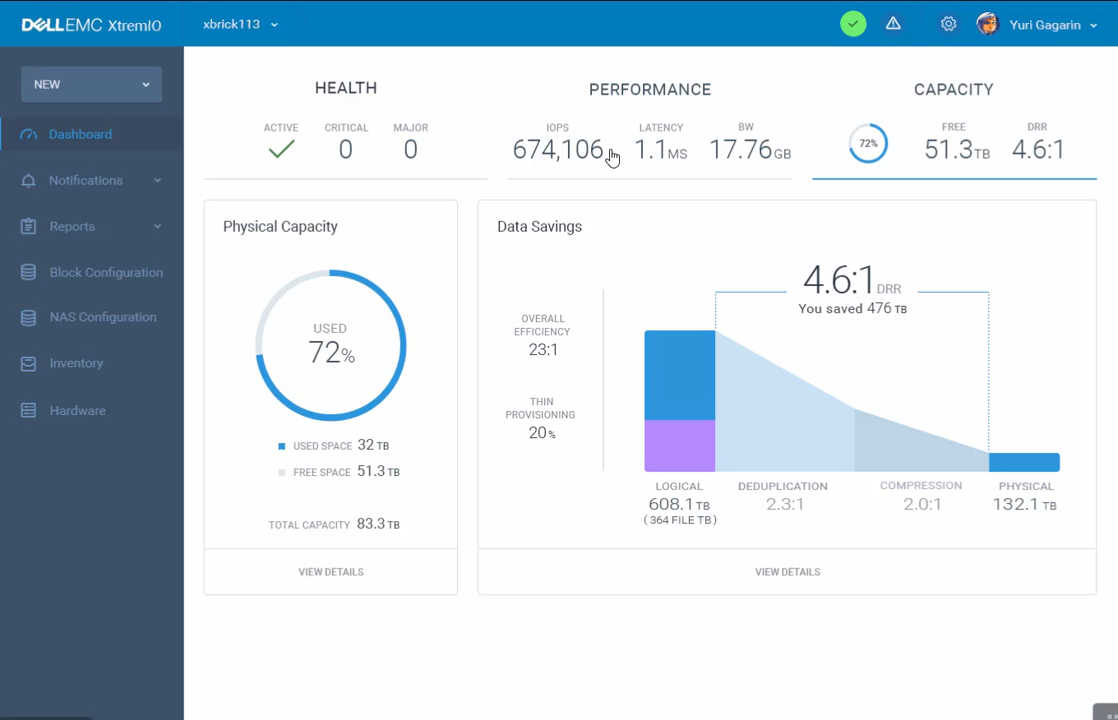 DELLEMC XtremIO
xbrick113
Yuri Gagarin
NEW
Dashboard
Notifications
Reports
Block Configuration
NAS Configuration
Inventory
Hardware
HEALTH
ACTIVE
CRITICAL
MAJOR
0
0
PERFORMANCE
IOPS
LATENCY
BW
674,106
1.1MS
17.76GB
CAPACITY
72%
FREE
DRR
51.3TB
4.6:1
Physical Capacity
USED
72%
USED SPACE 32 TB
FREE SPACE 51.3 TB
TOTAL CAPACITY 83.3 TB
VIEW DETAILS
Data Savings
4.6:1 DRR
You saved 476 TB
OVERALL
EFFICIENCY
23:1
THIN
PROVISIONING
20%
LOGICAL
608.1 TB
( 364 FILE TB )
DEDUPLICATION
2.3:1
COMPRESSION
2.0:1
PHYSICAL
132.1 TB
VIEW DETAILS